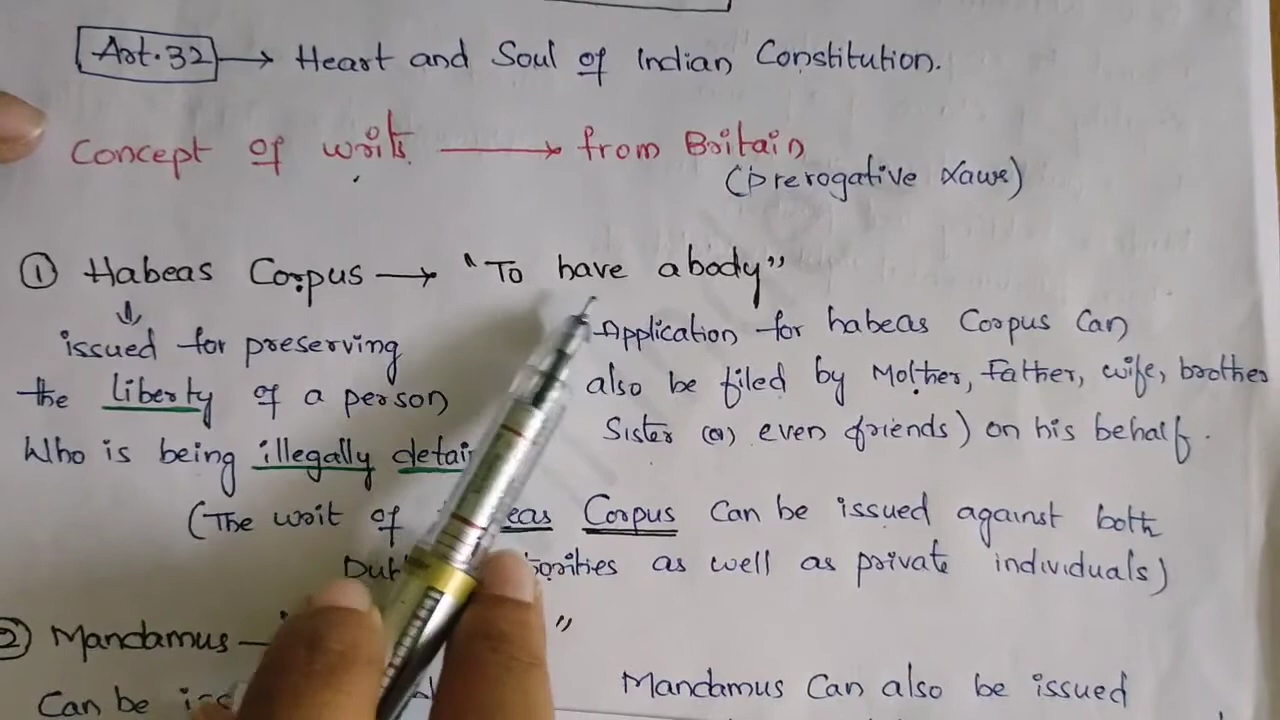 Art.32 → Heart and Soul of Indian Constitution.
Concept of writs → from Britain
(Prerogative Laws)
① Habeas Corpus → "To have a body"
issued for preserving
the liberty of a person
Who is being illegally
Application for habeas Corpus Can
also be filed by Mother, Father, wife, brother
Sister (or) even friends) on his behalf.
(The writ of Corpus Can be issued against both
as well as private individuals)
② Mandamus - "
Can be
Mandamus Can also be issued